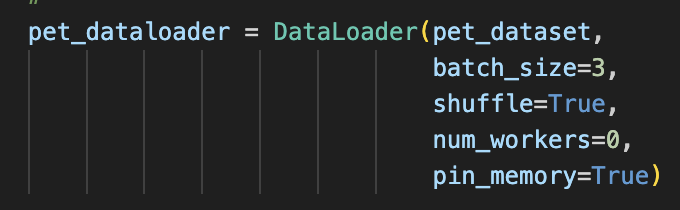 pet_dataloader = DataLoader(pet_dataset,
batch_size=3,
shuffle=True,
num_workers=0,
pin_memory=True)